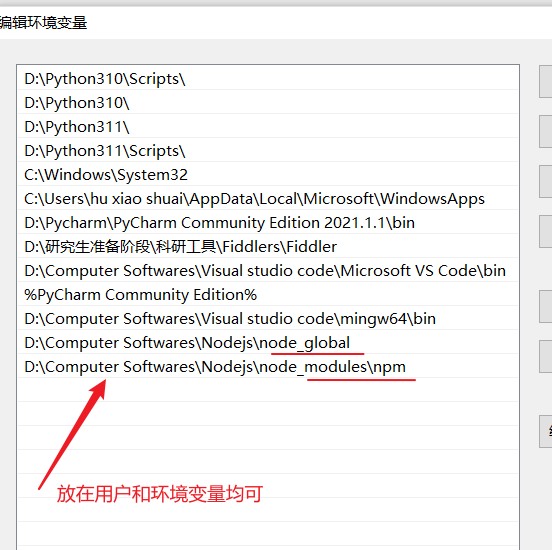 编辑环境变量
D:\Python310\Scripts\
D:\Python310\
D:\Python311\
D:\Python311\Scripts\
C:\Windows\System32
C:\Users\hu xiao shuai\AppData\Local\Microsoft\WindowsApps
D:\Pycharm\PyCharm Community Edition 2021.1.1\bin
D:\研究生准备阶段\科研工具\Fiddlers\Fiddler
D:\Computer Softwares\Visual studio code\Microsoft VS Code\bin
%PyCharm Community Edition%
D:\Computer Softwares\Visual studio code\mingw64\bin
D:\Computer Softwares\Nodejs\node_global
D:\Computer Softwares\Nodejs\node_modules\npm
放在用户和环境变量均可